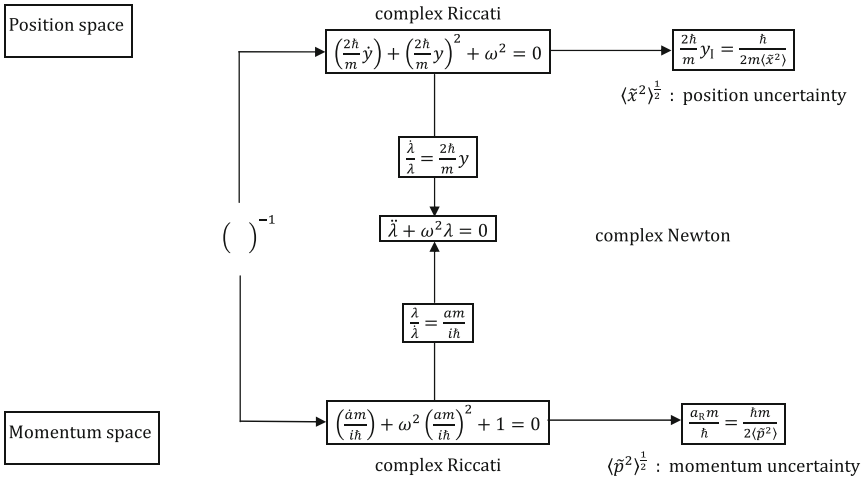 Position space
complex Riccati
(2ħ/m ẏ) + (2ħ/m y)² + ω² = 0
2ħ/m y_I = ħ/2m⟨x̃²⟩
⟨x̃²⟩^½ : position uncertainty
λ̇/λ = 2ħ/m y
( )⁻¹
λ̈ + ω²λ = 0
complex Newton
λ/λ̇ = am/iħ
Momentum space
(ȧm/iħ) + ω² (am/iħ)² + 1 = 0
a_R m/ħ = ħm/2⟨p̃²⟩
complex Riccati
⟨p̃²⟩^½ : momentum uncertainty